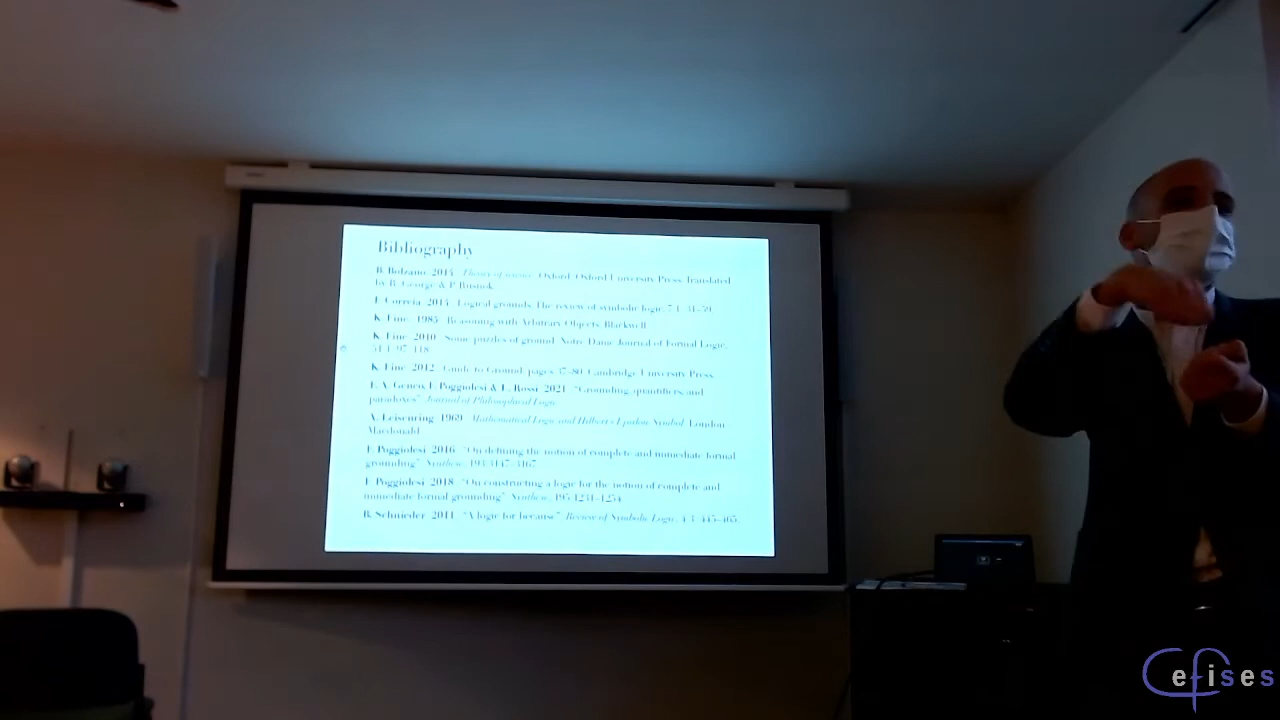 Bibliography
B. Bolzano 2015 Theory of science. Oxford: Oxford University Press. Translated
by R. George & P. Rusnok.
F. Correia 2014 Logical grounds. The review of symbolic logic, 7:1, 31-59.
K. Fine 1985 Reasoning with Arbitrary Objects. Blackwell
K. Fine 2010 Some puzzles of ground. Notre Dame Journal of Formal Logic,
51:1, 97-118
K. Fine 2012 Guide to Ground, pages 37-80. Cambridge University Press.
F. A. Genco, F. Poggiolesi & L. Rossi 2021 "Grounding, quantifiers, and
paradoxes" Journal of Philosophical Logic
A. Leisenring 1969 Mathematical Logic and Hilbert's Epsilon Symbol. London
Macdonald
F. Poggiolesi 2016 "On defining the notion of complete and immediate formal
grounding" Synthese, 193:3147-3167
F. Poggiolesi 2018 "On constructing a logic for the notion of complete and
immediate formal grounding" Synthese, 195:1231-1254
B. Schnieder 2011 "A logic for because" Review of Symbolic Logic, 4:3, 445-465.
Cefises